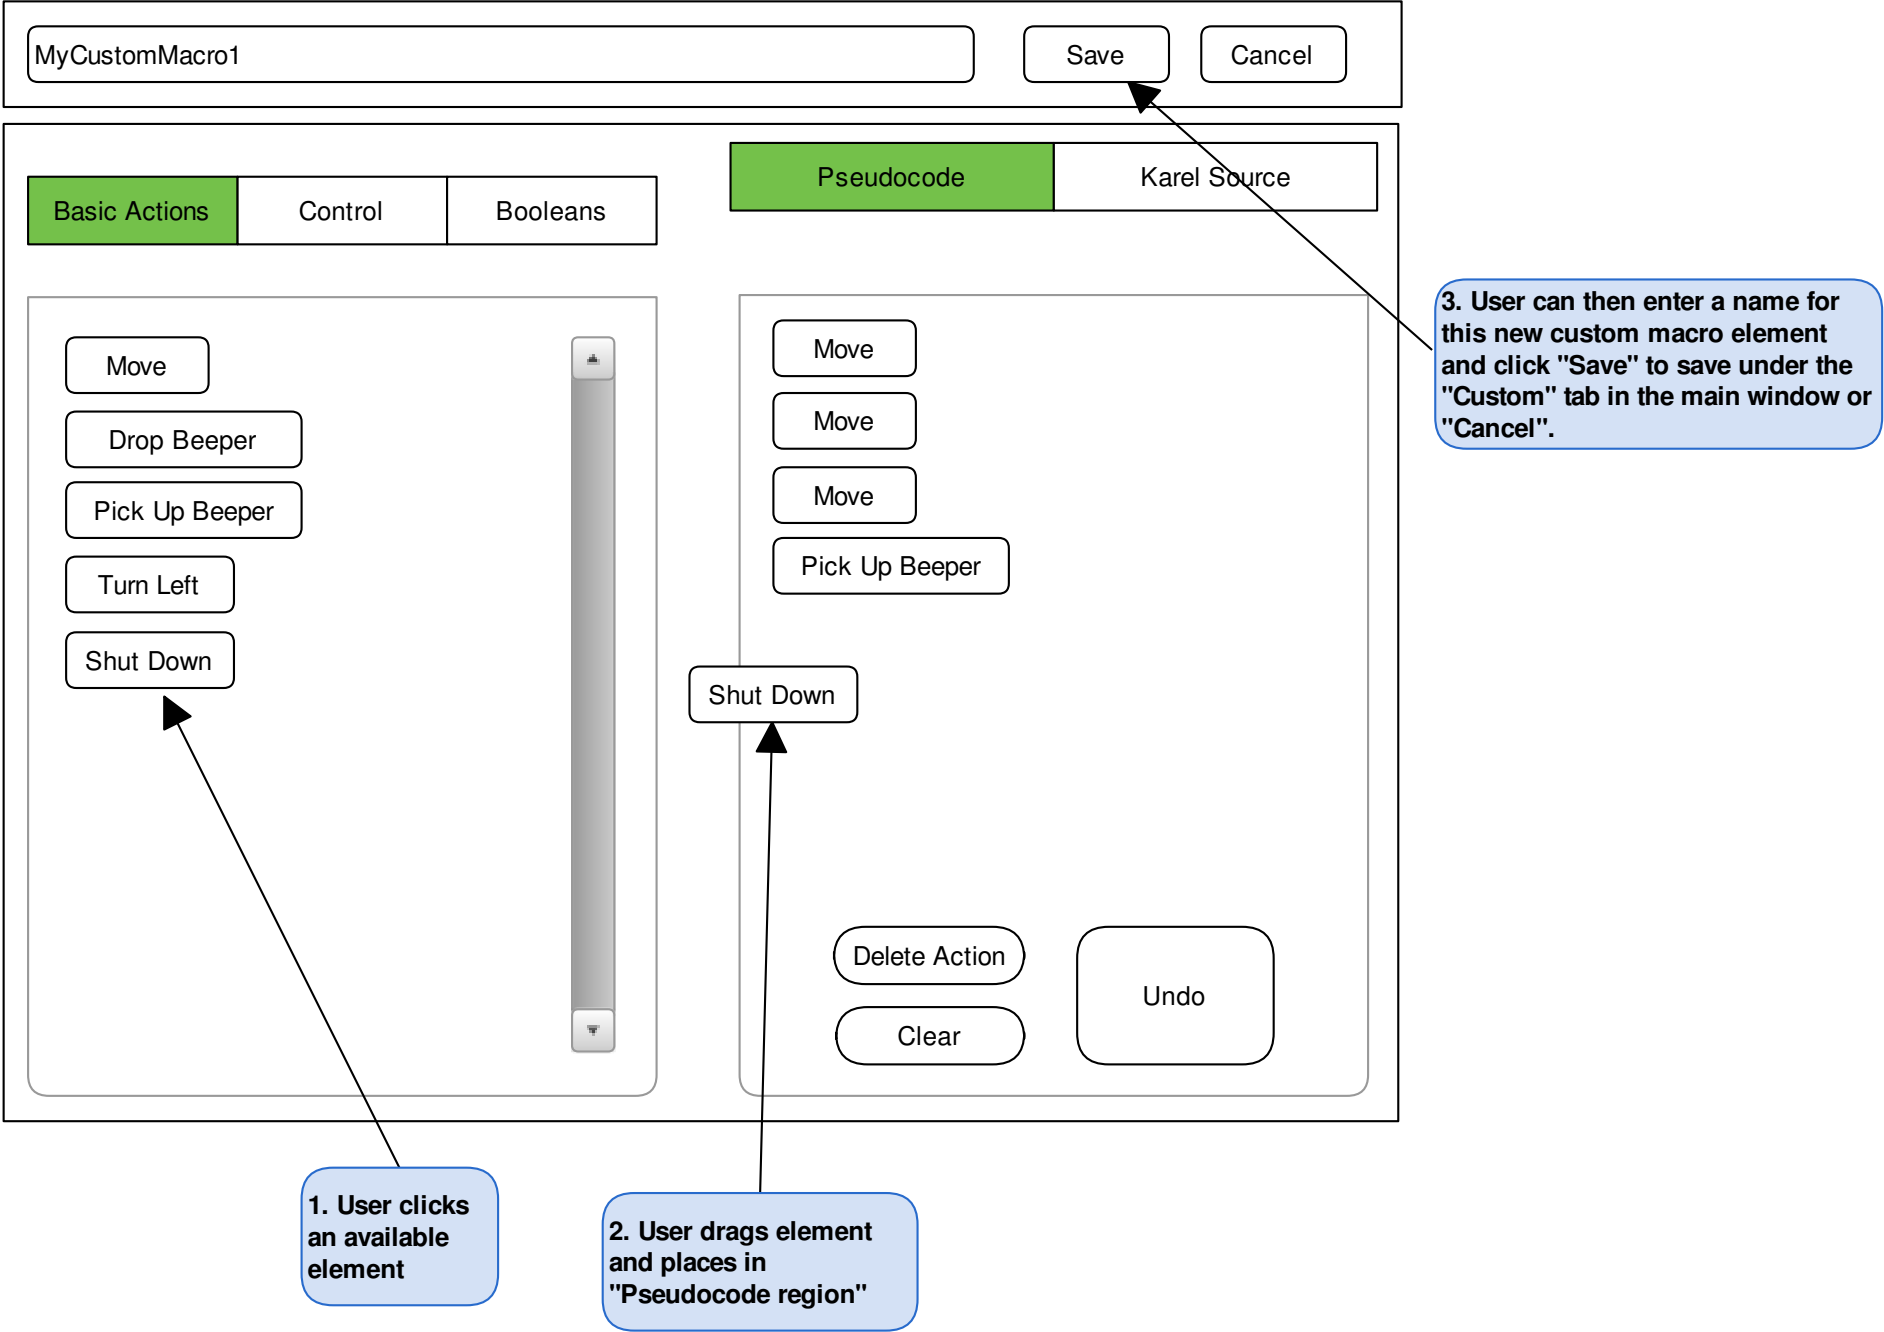 MyCustomMacro1
Save
Cancel
Pseudocode
Karel Source
Basic Actions
Control
Booleans
Move
Drop Beeper
Pick Up Beeper
Turn Left
Shut Down
Move
Move
Move
Pick Up Beeper
Shut Down
Delete Action
Clear
Undo
3. User can then enter a name for
this new custom macro element
and click "Save" to save under the
"Custom" tab in the main window or
"Cancel".
1. User clicks
an available
element
2. User drags element
and places in
"Pseudocode region"